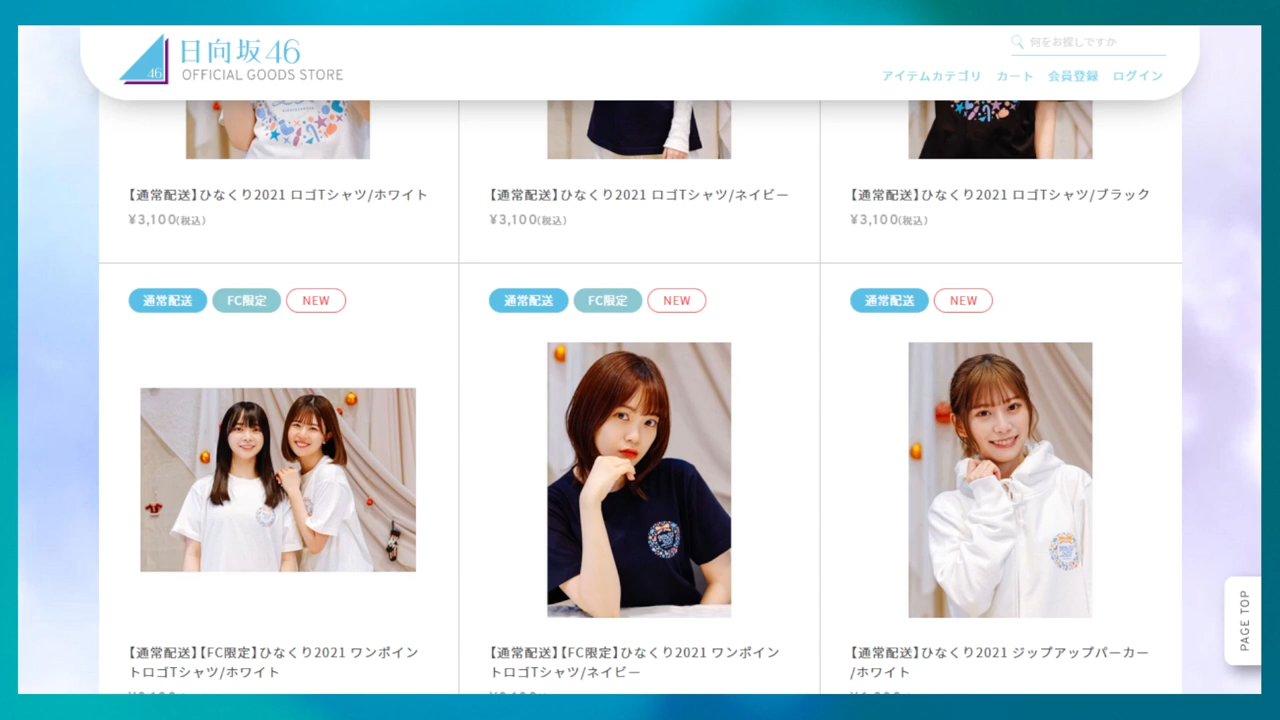 日向坂46
46
OFFICIAL GOODS STORE
何をお探しですか
アイテムカテゴリ カート 会員登録 ログイン
【通常配送】ひなくり2021 ロゴTシャツ/ホワイト
¥3,100(税込)
【通常配送】ひなくり2021 ロゴTシャツ/ネイビー
¥3,100(税込)
【通常配送】ひなくり2021 ロゴTシャツ/ブラック
¥3,100(税込)
通常配送 FC限定 NEW
通常配送 FC限定 NEW
通常配送 NEW
【通常配送】【FC限定】ひなくり2021 ワンポイン
トロゴTシャツ/ホワイト
【通常配送】【FC限定】ひなくり2021 ワンポイン
トロゴTシャツ/ネイビー
【通常配送】ひなくり2021 ジップアップパーカー
/ホワイト
PAGE TOP